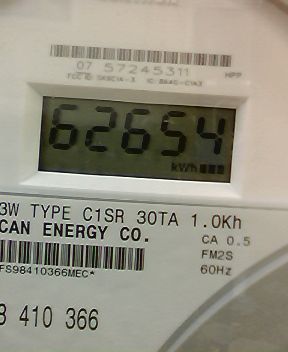 07 57245311
HPP
62654
kWh
3W TYPE C1SR 30TA 1.0Kh
CAN ENERGY CO.
CA 0.5
FM2S
60Hz
FS98410366MEC*
410 366